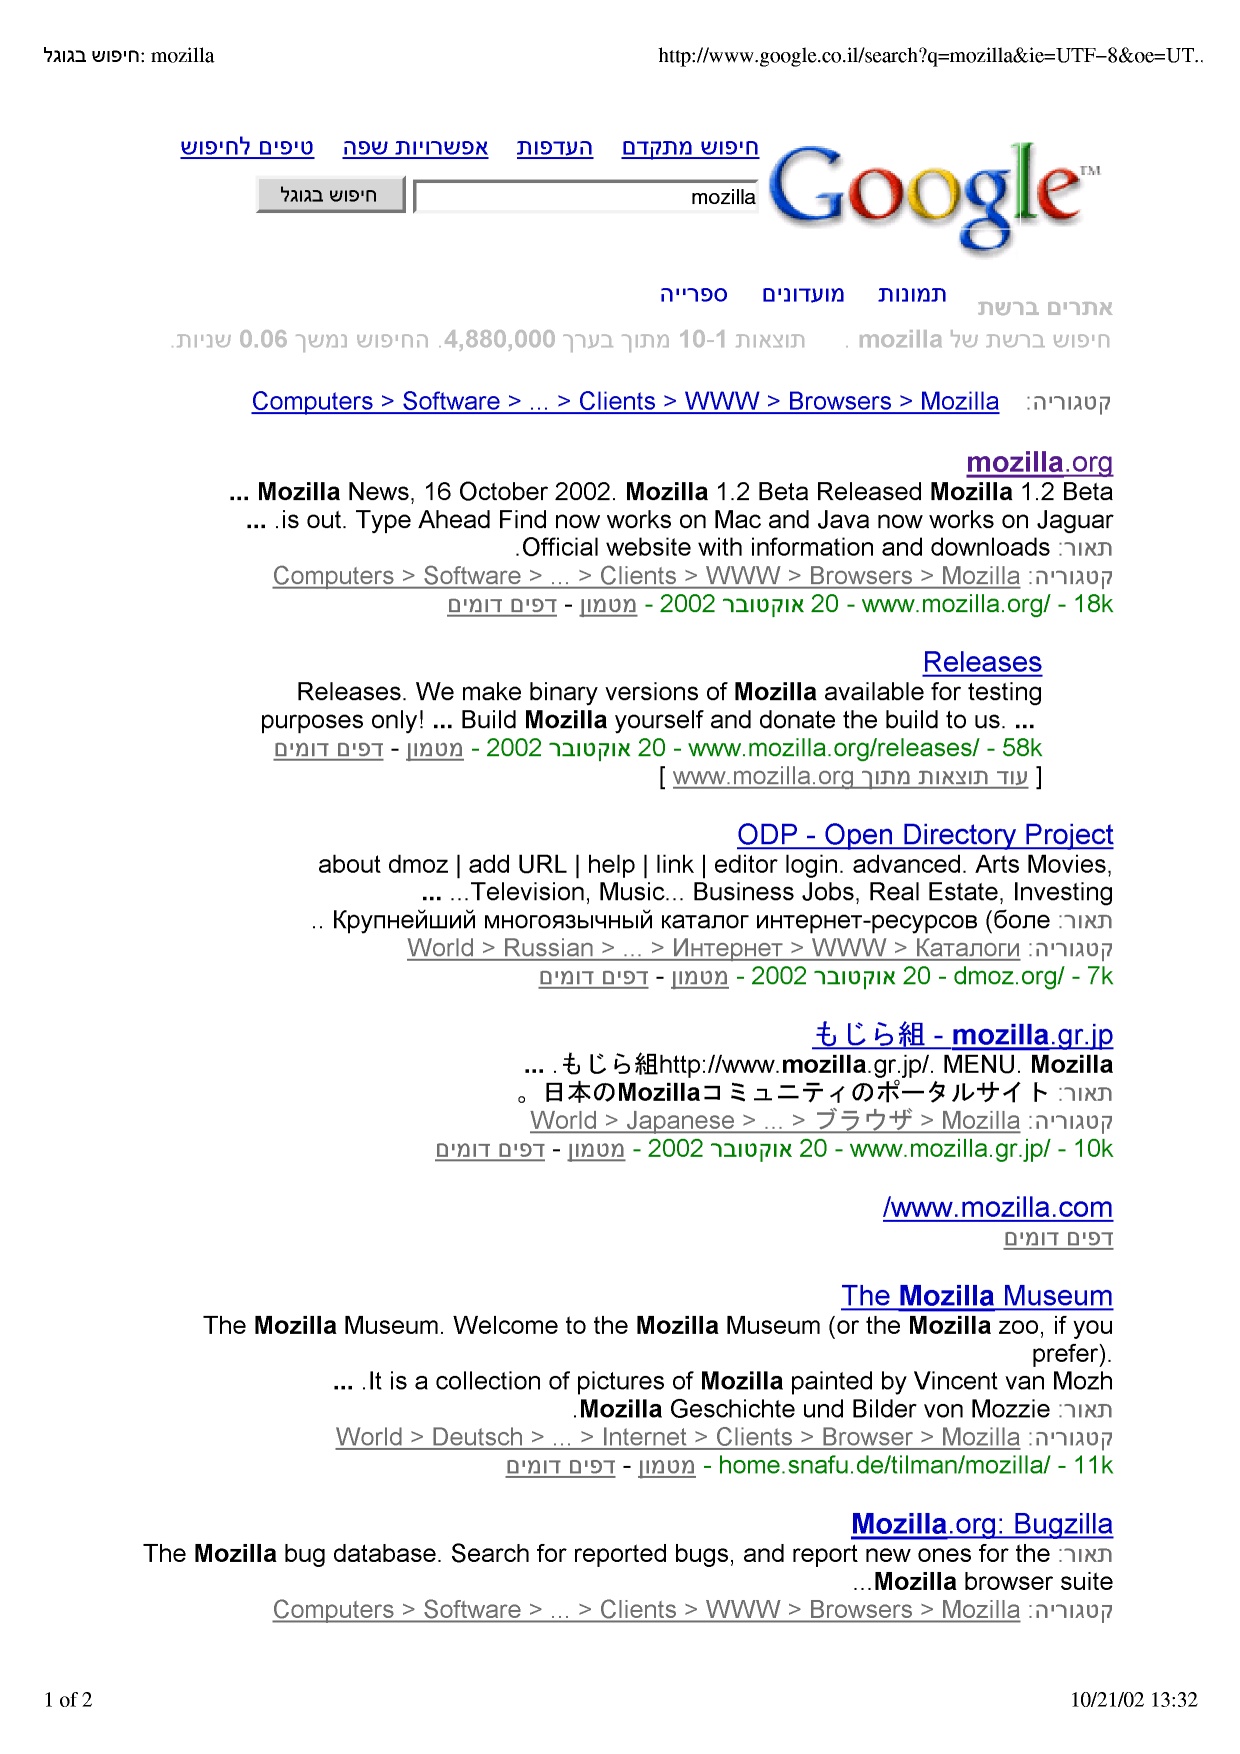 חיפוש בגוגל: mozilla
http://www.google.co.il/search?q=mozilla&ie=UTF−8&oe=UT..
חיפוש מתקדם העדפות אפשרויות שפה טיפים לחיפוש
Google™
mozilla חיפוש בגוגל
אתרים ברשת תמונות מועדונים ספרייה
חיפוש ברשת של mozilla . תוצאות 1-10 מתוך בערך 4,880,000. החיפוש נמשך 0.06 שניות.
קטגוריה: Computers > Software > ... > Clients > WWW > Browsers > Mozilla
mozilla.org
... Mozilla News, 16 October 2002. Mozilla 1.2 Beta Released Mozilla 1.2 Beta
... .is out. Type Ahead Find now works on Mac and Java now works on Jaguar
תאור: Official website with information and downloads.
קטגוריה: Computers > Software > ... > Clients > WWW > Browsers > Mozilla
www.mozilla.org/ - 18k - 20 אוקטובר 2002 - מטמון - דפים דומים
Releases
Releases. We make binary versions of Mozilla available for testing
purposes only! ... Build Mozilla yourself and donate the build to us. ...
www.mozilla.org/releases/ - 58k - 20 אוקטובר 2002 - מטמון - דפים דומים
[ עוד תוצאות מתוך www.mozilla.org ]
ODP - Open Directory Project
about dmoz | add URL | help | link | editor login. advanced. Arts Movies,
... ...Television, Music... Business Jobs, Real Estate, Investing
תאור: Крупнейший многоязычный каталог интернет-ресурсов (боле ..
קטגוריה: World > Russian > ... > Интернет > WWW > Каталоги
dmoz.org/ - 7k - 20 אוקטובר 2002 - מטמון - דפים דומים
もじら組 - mozilla.gr.jp
... .もじら組http://www.mozilla.gr.jp/. MENU. Mozilla
תאור: 日本のMozillaコミュニティのポータルサイト。
קטגוריה: World > Japanese > ... > ブラウザ > Mozilla
www.mozilla.gr.jp/ - 10k - 20 אוקטובר 2002 - מטמון - דפים דומים
/www.mozilla.com
דפים דומים
The Mozilla Museum
The Mozilla Museum. Welcome to the Mozilla Museum (or the Mozilla zoo, if you
prefer).
... .It is a collection of pictures of Mozilla painted by Vincent van Mozh
תאור: Mozilla Geschichte und Bilder von Mozzie.
קטגוריה: World > Deutsch > ... > Internet > Clients > Browser > Mozilla
home.snafu.de/tilman/mozilla/ - 11k - מטמון - דפים דומים
Mozilla.org: Bugzilla
תאור: The Mozilla bug database. Search for reported bugs, and report new ones for the
...Mozilla browser suite
קטגוריה: Computers > Software > ... > Clients > WWW > Browsers > Mozilla
1 of 2
10/21/02 13:32